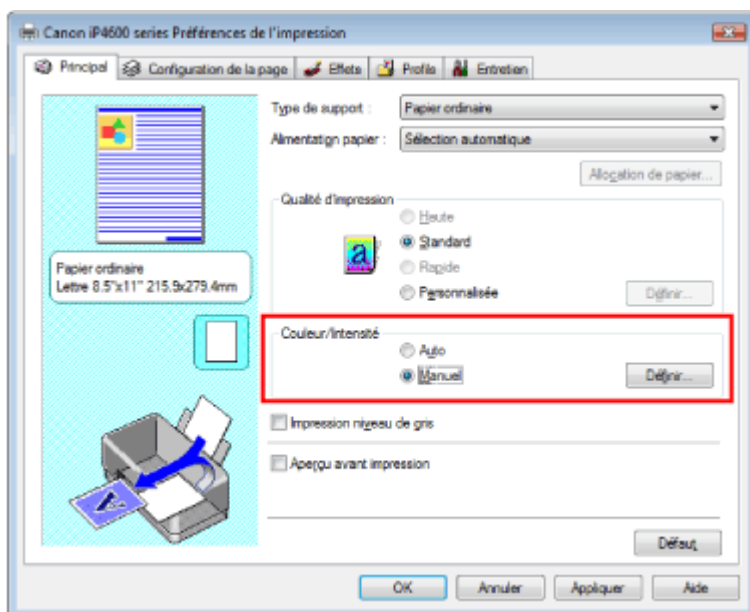 Canon iP4600 series Préférences de l'impression
Principal Configuration de la page Effets Profile Entretien
Type de support : Papier ordinaire
Alimentation papier : Sélection automatique
Allocation de papier...
Qualité d'impression
Haute
a Standard
Rapide
Personnalisée Définir...
Papier ordinaire
Lettre 8.5"x11" 215.9x279.4mm
Couleur/Intensité
Auto
Manuel Définir...
Impression niveau de gris
Aperçu avant impression
Défaut
OK Annuler Appliquer Aide